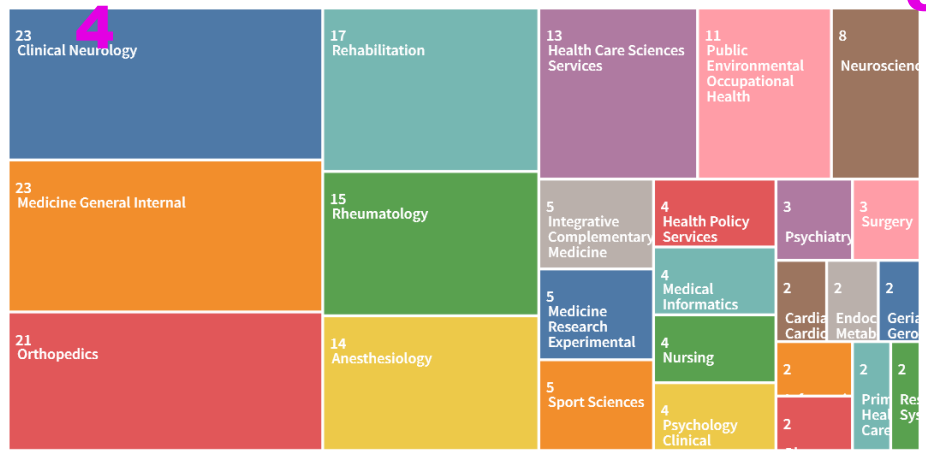 4
23
Clinical Neurology
17
Rehabilitation
13
Health Care Sciences
Services
11
Public
Environmental
Occupational
Health
8
23
Medicine General Internal
15
Rheumatology
5
Integrative
Complementary
Medicine
4
Health Policy
Services
3
Psychiatry
3
Surgery
4
Medical
Informatics
2
2
2
5
Medicine
Research
Experimental
21
Orthopedics
14
Anesthesiology
4
Nursing
2
2
2
5
Sport Sciences
4
Psychology
Clinical
2
Care